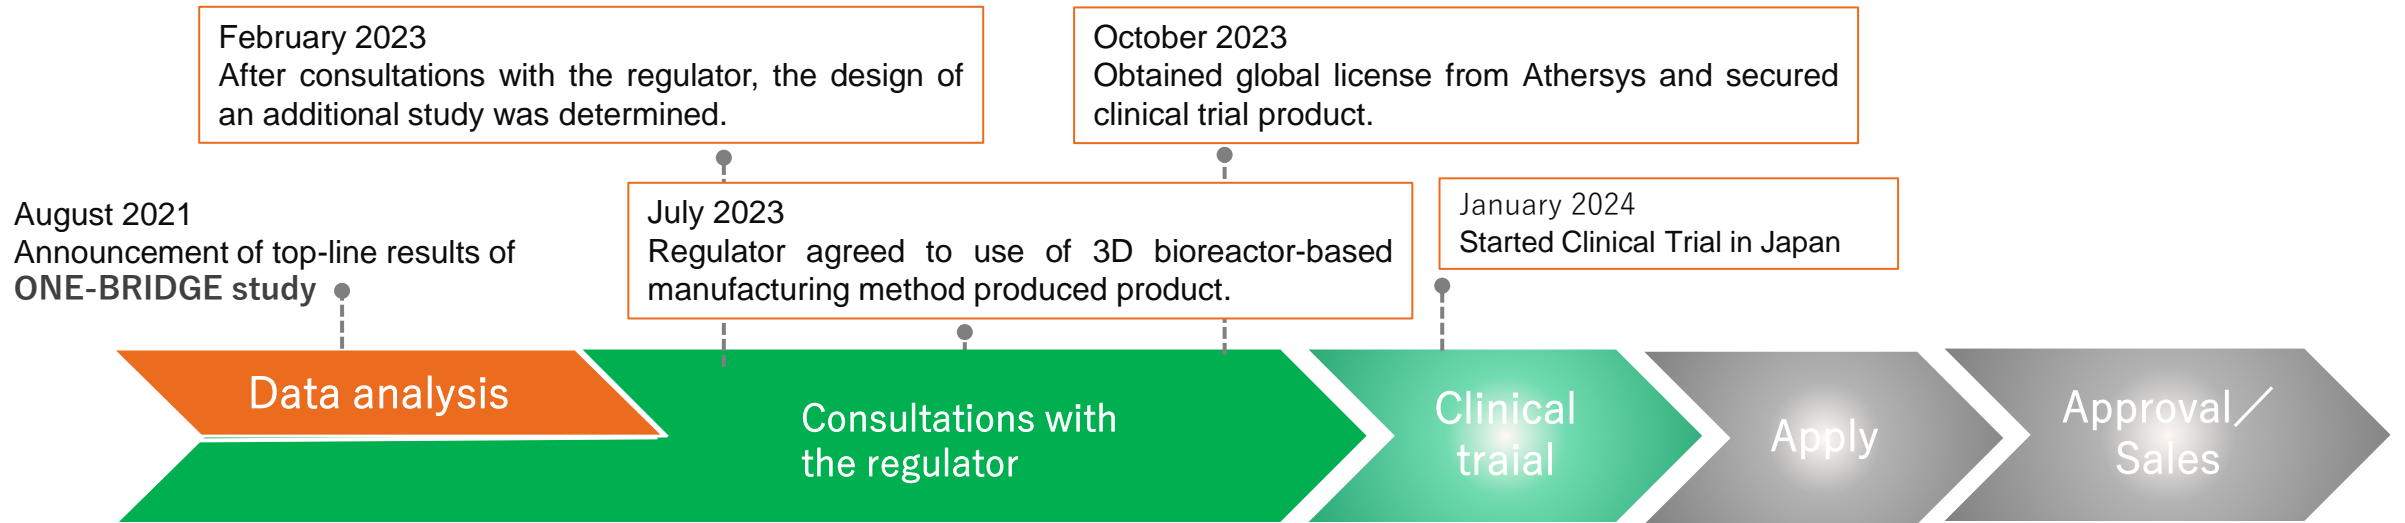 February 2023
After consultations with the regulator, the design of
an additional study was determined.
October 2023
Obtained global license from Athersys and secured
clinical trial product.
August 2021
Announcement of top-line results of
ONE-BRIDGE study
July 2023
Regulator agreed to use of 3D bioreactor-based
manufacturing method produced product.
January 2024
Started Clinical Trial in Japan
Data analysis
Consultations with
the regulator
Clinical
traial
Apply
Approval／
Sales